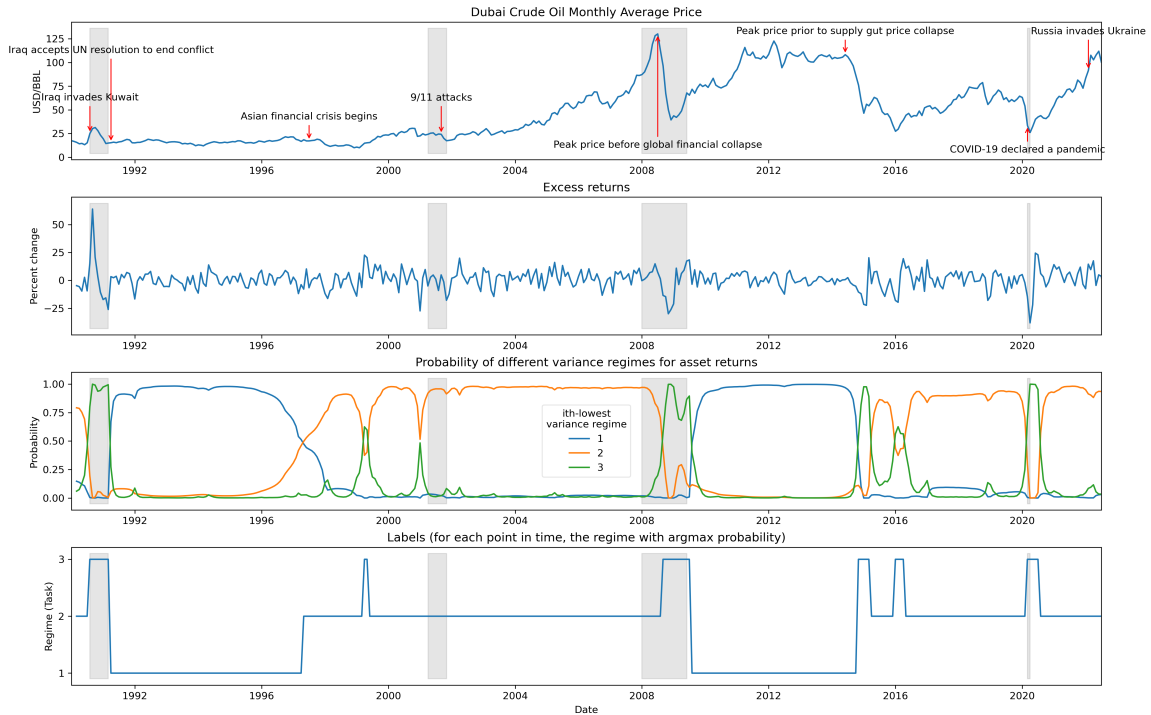 Dubai Crude Oil Monthly Average Price
Russia invades Ukraine
Peak price prior to supply gut price collapse
Iraq accepts UN resolution to end conflict
Iraq invades Kuwait
9/11 attacks
Asian financial crisis begins
Peak price before global financial collapse
COVID-19 declared a pandemic
USD/BBL
125
100
75
50
25
0
1992 1996 2000 2004 2008 2012 2016 2020
Excess returns
Percent change
50
25
0
−25
1992 1996 2000 2004 2008 2012 2016 2020
Probability of different variance regimes for asset returns
Probability
1.00
0.75
0.50
0.25
0.00
ith-lowest
variance regime
1
2
3
1992 1996 2000 2004 2008 2012 2016 2020
Labels (for each point in time, the regime with argmax probability)
Regime (Task)
3
2
1
1992 1996 2000 2004 2008 2012 2016 2020
Date